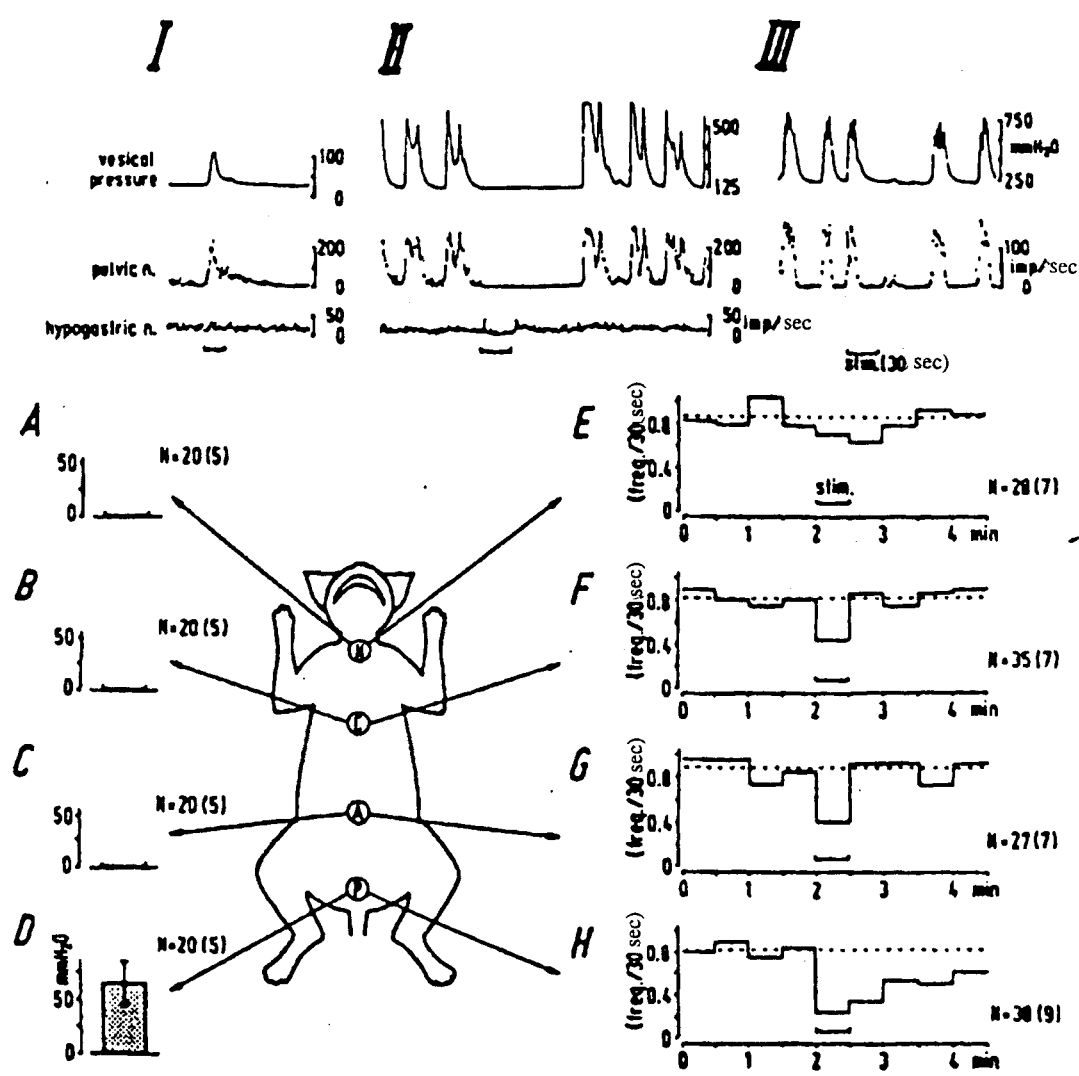 I II III
vesical
pressure
100
0
500
125
750
mmH₂O
250
pelvic n.
200
0
200
0
100
imp/sec
0
hypogastric n.
50
0
50 imp/sec
0
stim.(30 sec)
A
50
0
N=20(5)
E
(freq./30 sec)
0.8
0.4
0
stim.
N=28(7)
0 1 2 3 4 min
B
50
0
N=20(5)
F
(freq./30 sec)
0.8
0.4
0
N=35(7)
0 1 2 3 4 min
N
C
A
P
C
50
0
N=20(5)
G
(freq./30 sec)
0.8
0.4
0
N=27(7)
0 1 2 3 4 min
D
mmH₂O
50
0
N=20(5)
H
(freq./30 sec)
0.8
0.4
0
N=38(9)
0 1 2 3 4 min